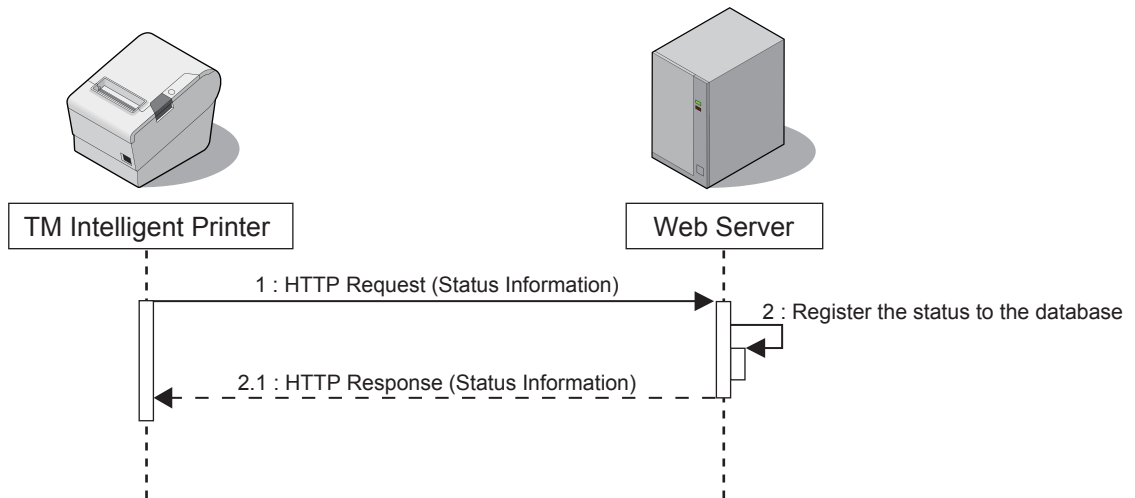 TM Intelligent Printer
Web Server
1 : HTTP Request (Status Information)
2 : Register the status to the database
2.1 : HTTP Response (Status Information)